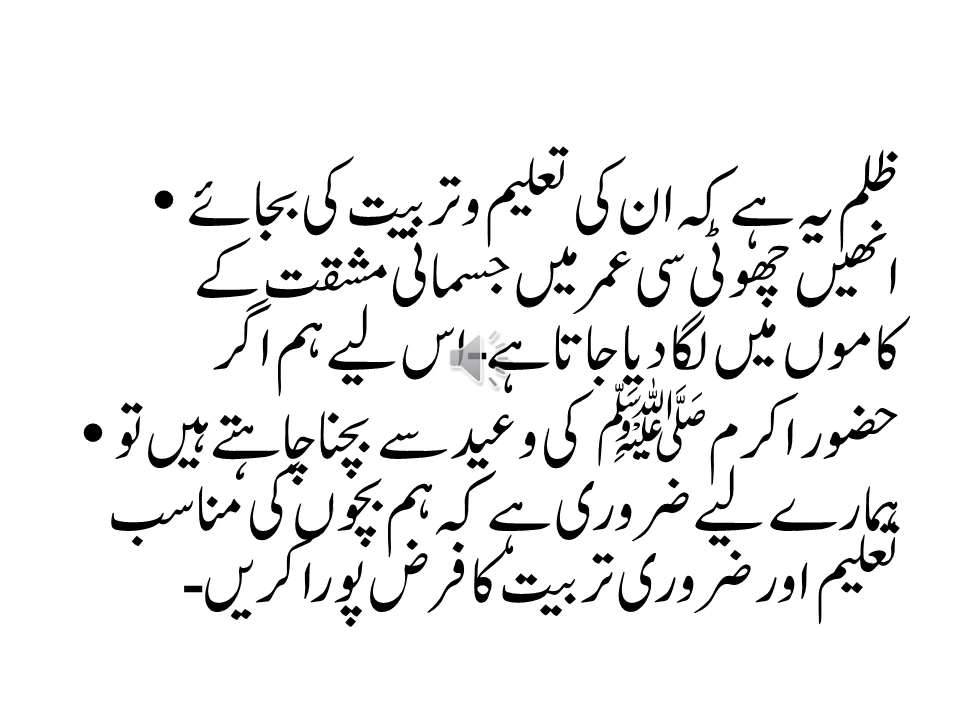 ظلم یہ ہے کہ ان کی تعلیم و تربیت کی بجائے •
انھیں چھوٹی سی عمر میں جسمانی مشقت کے
کاموں میں لگا دیا جاتا ہے- اس لیے ہم اگر
حضور اکرم ﷺ کی وعید سے بچنا چاہتے ہیں تو •
ہمارے لیے ضروری ہے کہ ہم بچوں کی مناسب
تعلیم اور ضروری تربیت کا فرض پورا کریں-